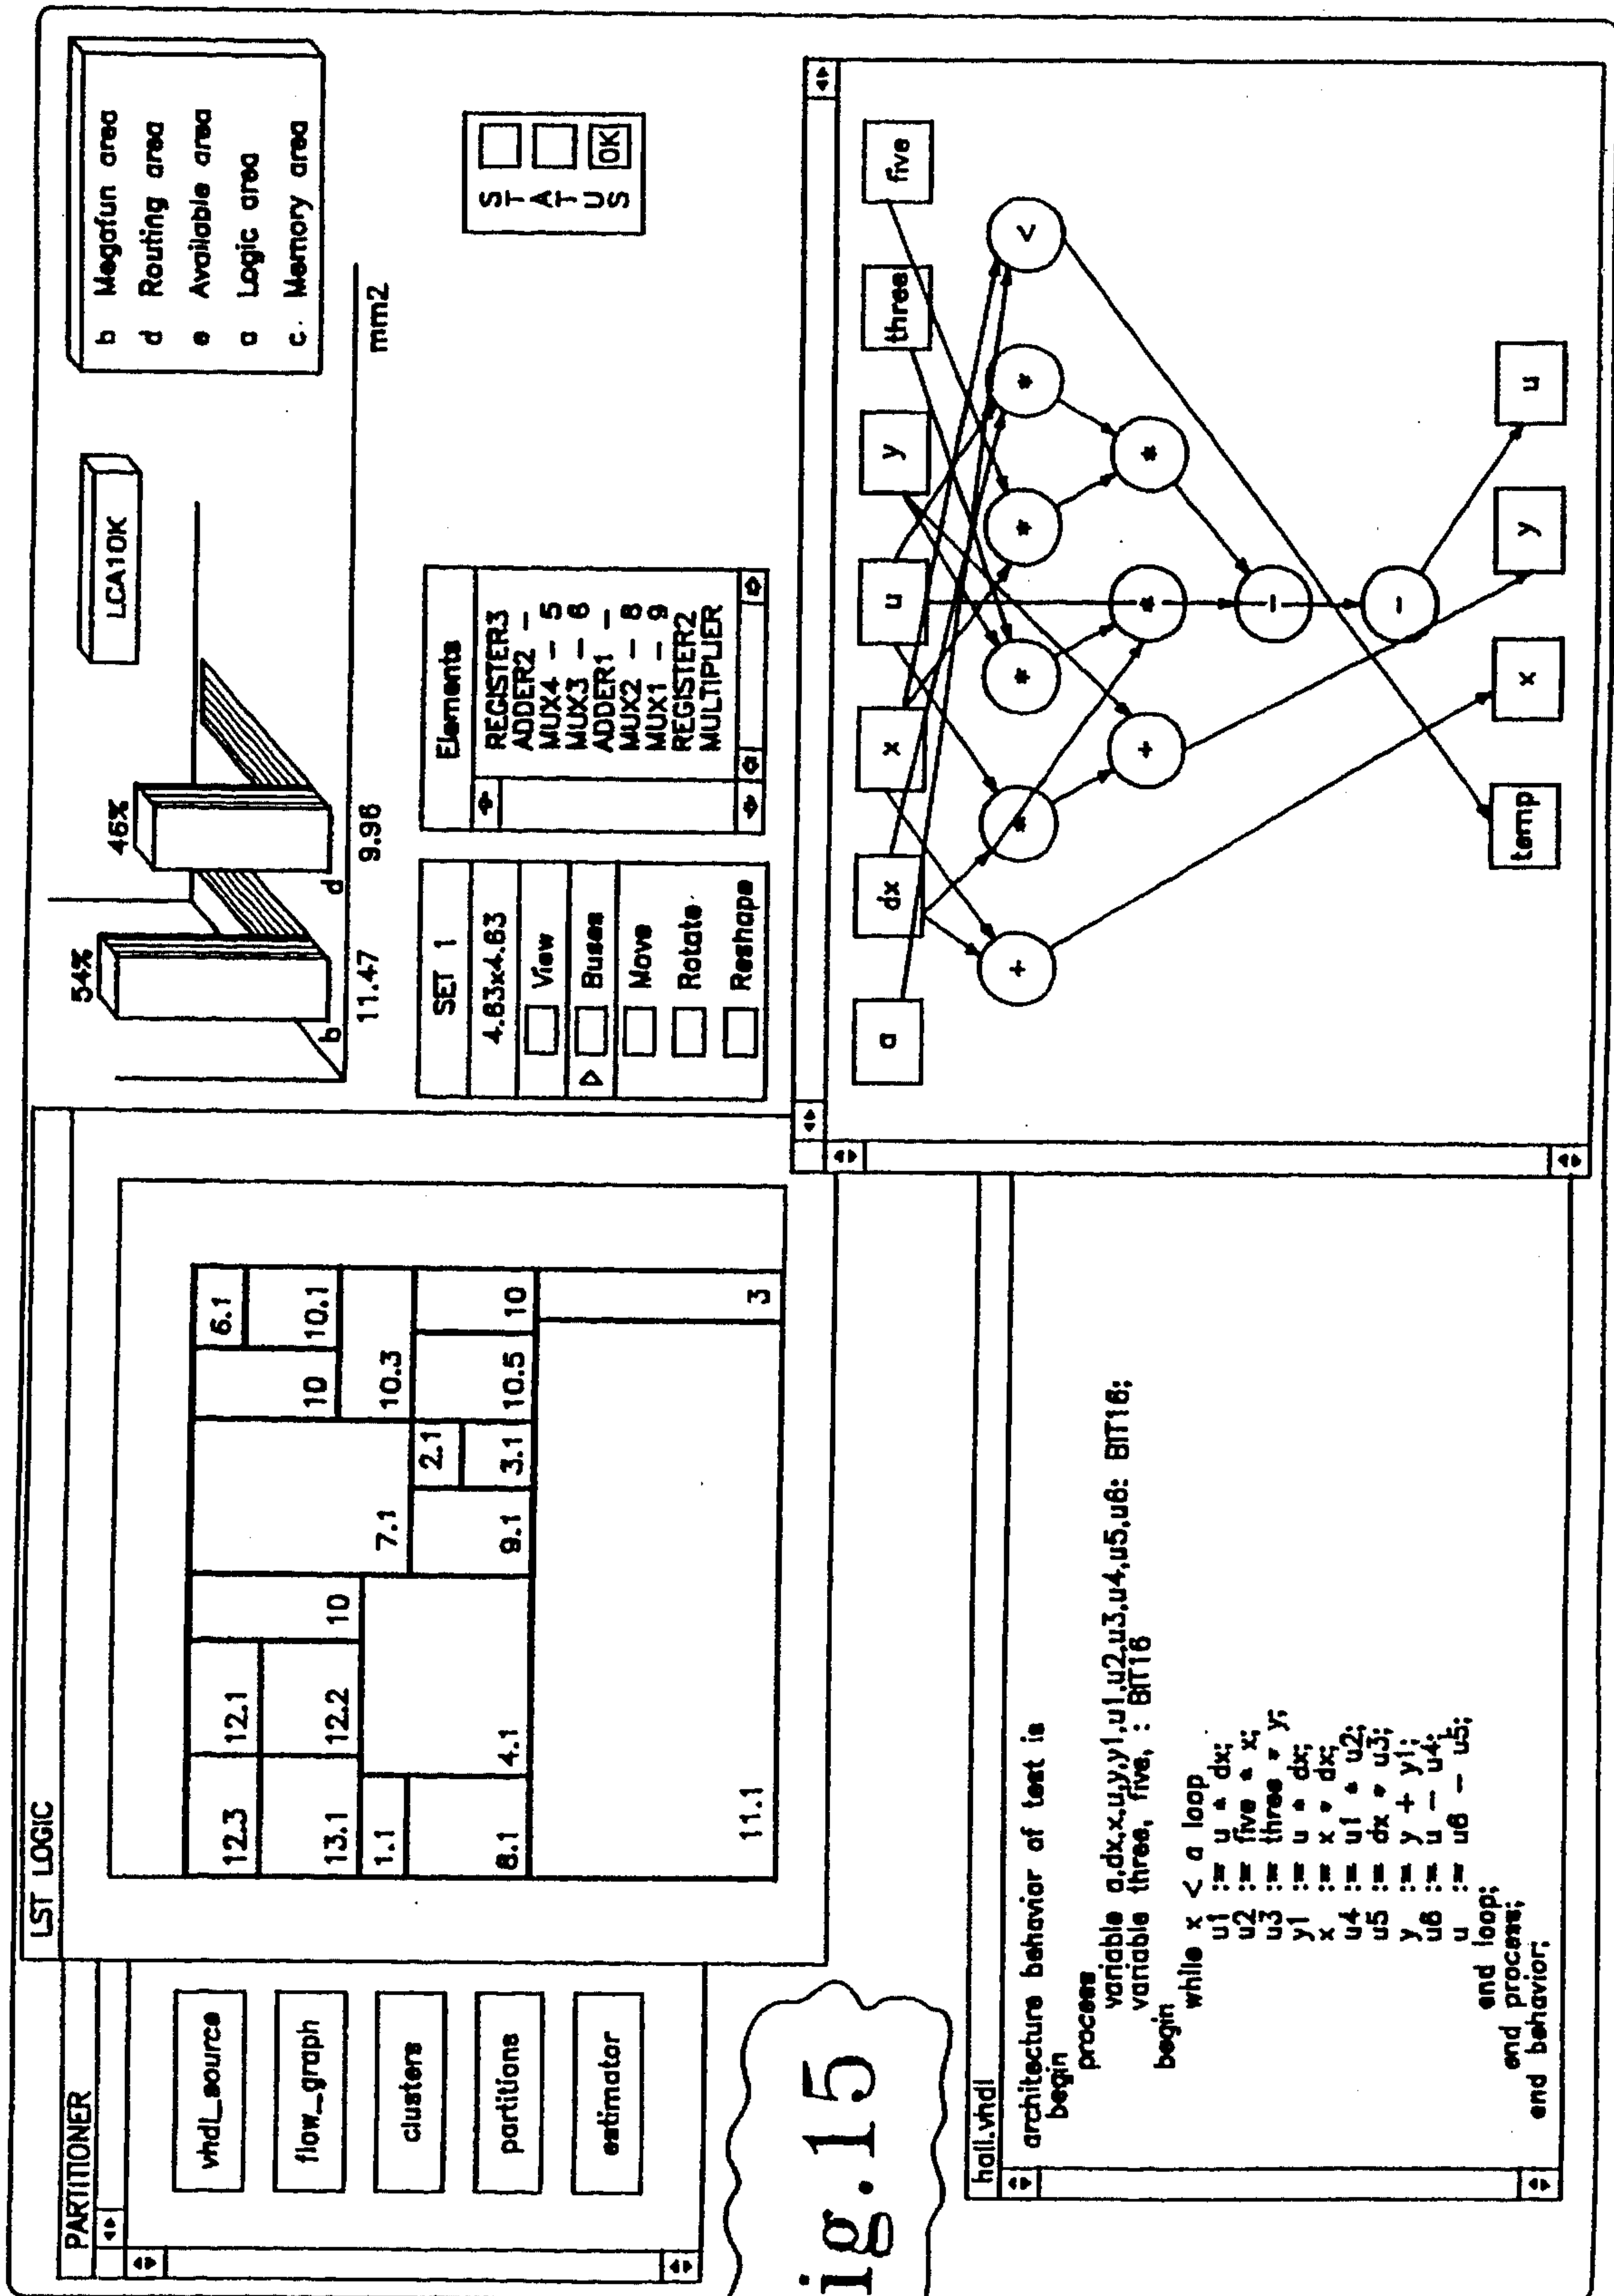 PARTITIONER
vhdl_source
flow_graph
clusters
partitions
estimator
LST LOGIC
12.3
12.1
10
7.1
10
6.1
10.1
13.1
12.2
10.3
1.1
8.1
4.1
9.1
2.1
3.1
10.5
10
11.1
3
54%
46%
b
d
11.47
9.96
mm2
LCA10K
b Megafun area
d Routing area
e Available area
a Logic area
c. Memory area
SET 1
4.63x4.63
View
Buses
Move
Rotate
Reshape
Elements
REGISTER3
ADDER2 -
MUX4 - 5
MUX3 - 6
ADDER1 -
MUX2 - 8
MUX1 - 9
REGISTER2
MULTIPLIER
STATUS
OK
ig.15
hall.vhdl
architecture behavior of test is
begin
process
variable a,dx,x,u,y,y1,u1,u2,u3,u4,u5,u6: BIT16;
variable three, five, : BIT16
begin
while x < a loop
u1 := u * dx;
u2 := five * x;
u3 := three * y;
y1 := u * dx;
x := x + dx;
u4 := u1 * u2;
u5 := dx * u3;
y := y + y1;
u6 := u - u4;
u := u6 - u5;
end loop;
end process;
end behavior;
a
dx
x
u
y
three
five
+
*
*
*
*
<
+
*
*
-
-
temp
x
y
u